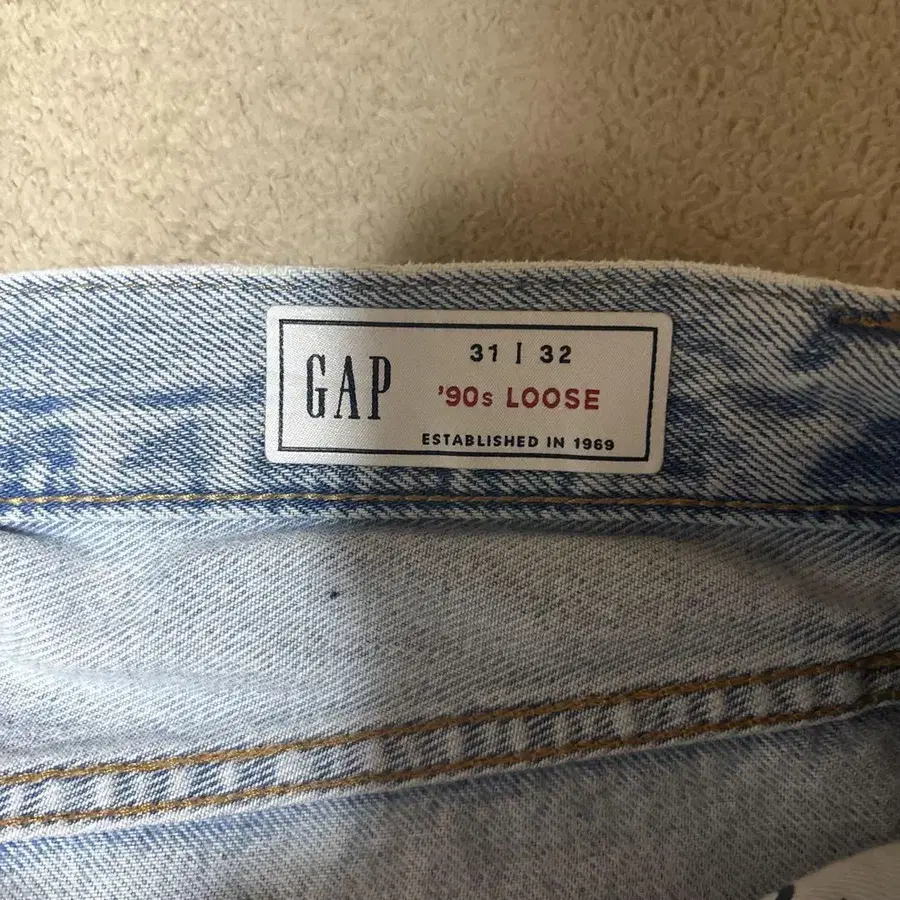 GAP
31 | 32
'90s LOOSE
ESTABLISHED IN 1969